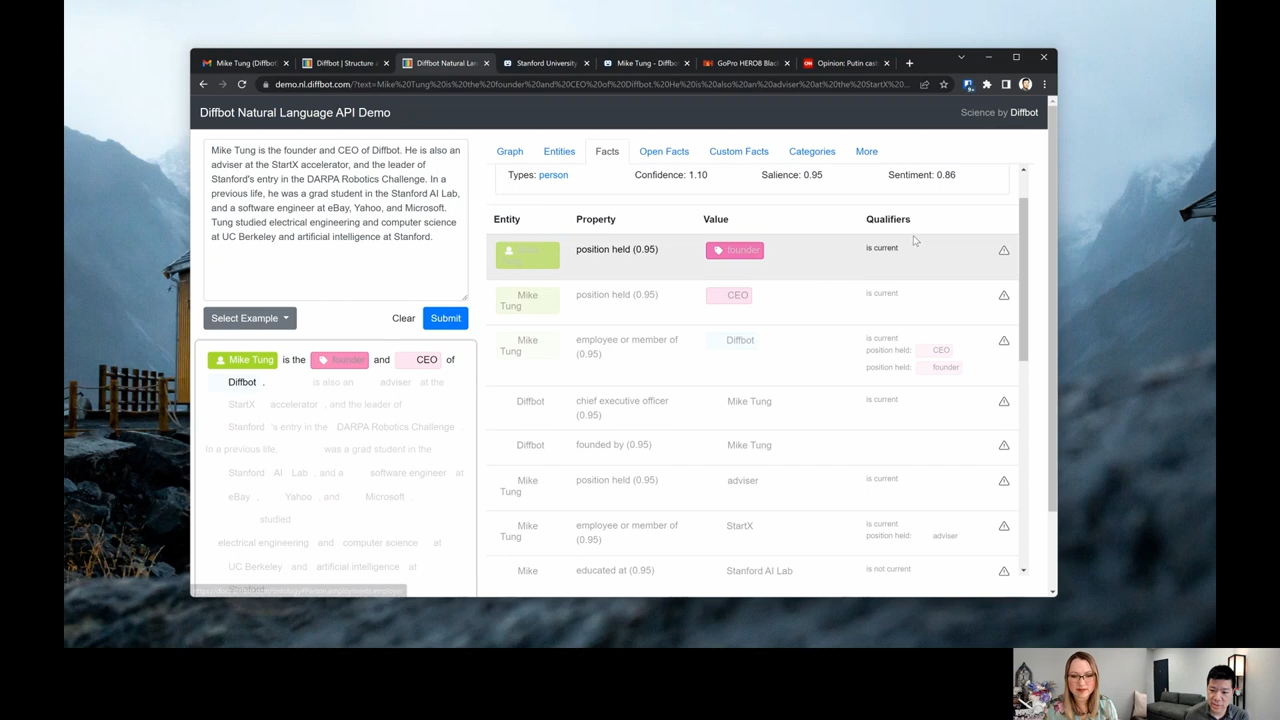 Mike Tung (Diffbot)
Diffbot | Structure
Diffbot Natural Lan
Stanford University
Mike Tung - Diffb
GoPro HERO8 Blac
Opinion: Putin cast
demo.nl.diffbot.com/?text=Mike%20Tung%20is%20the%20founder%20and%20CEO%20of%20Diffbot.%20He%20is%20also%20an%20adviser%20at%20the%20StartX%20...
Diffbot Natural Language API Demo
Science by Diffbot
Mike Tung is the founder and CEO of Diffbot. He is also an
adviser at the StartX accelerator, and the leader of
Stanford's entry in the DARPA Robotics Challenge. In a
previous life, he was a grad student in the Stanford AI Lab,
and a software engineer at eBay, Yahoo, and Microsoft.
Tung studied electrical engineering and computer science
at UC Berkeley and artificial intelligence at Stanford.
Select Example
Clear
Submit
Mike Tung is the founder and CEO of
Diffbot . is also an adviser at the
StartX accelerator , and the leader of
Stanford 's entry in the DARPA Robotics Challenge .
In a previous life, was a grad student in the
Stanford AI Lab , and a software engineer at
eBay , Yahoo , and Microsoft .
studied
electrical engineering and computer science at
UC Berkeley and artificial intelligence at
Stanford
Graph Entities Facts Open Facts Custom Facts Categories More
Types: person Confidence: 1.10 Salience: 0.95 Sentiment: 0.86
Entity Property Value Qualifiers
position held (0.95) founder is current
Mike Tung position held (0.95) CEO is current
Mike Tung employee or member of (0.95) Diffbot is current
position held: CEO
position held: founder
Diffbot chief executive officer (0.95) Mike Tung is current
Diffbot founded by (0.95) Mike Tung
Mike Tung position held (0.95) adviser is current
Mike Tung employee or member of (0.95) StartX is current
position held: adviser
Mike educated at (0.95) Stanford AI Lab is not current